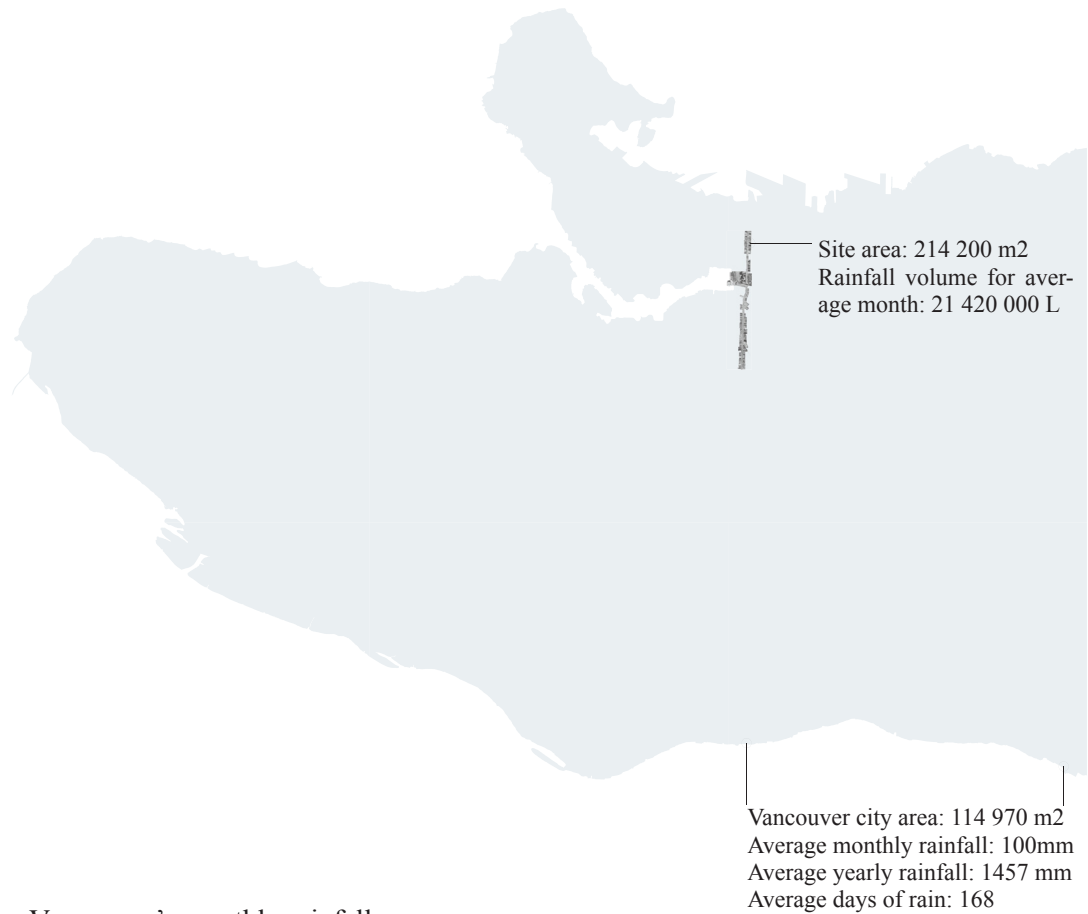 Site area: 214 200 m2
Rainfall volume for aver-
age month: 21 420 000 L
Vancouver city area: 114 970 m2
Average monthly rainfall: 100mm
Average yearly rainfall: 1457 mm
Average days of rain: 168